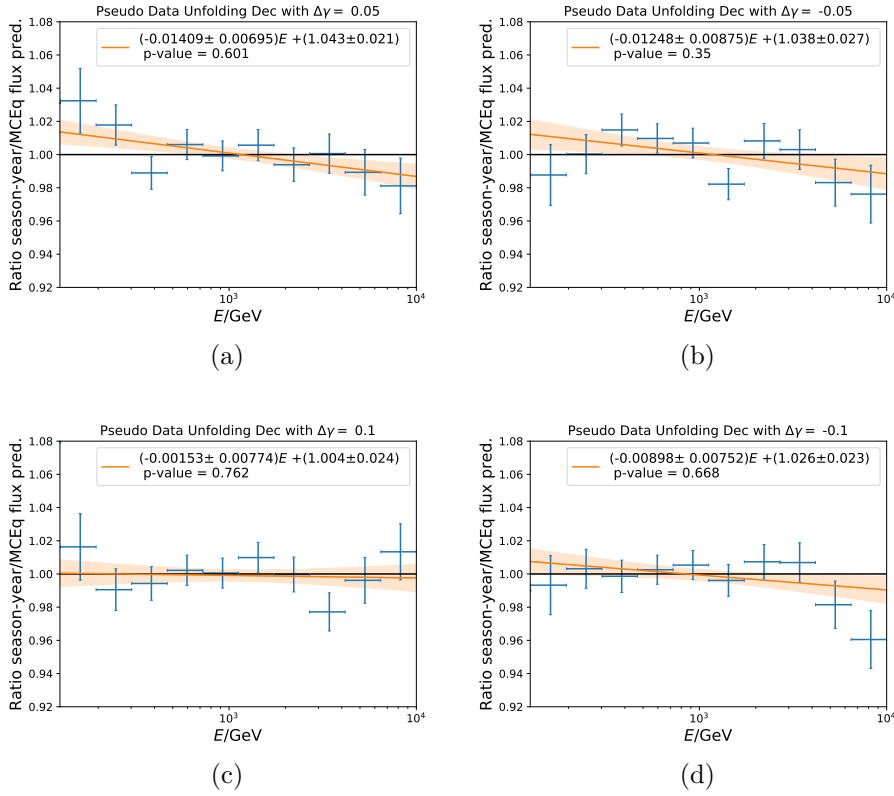 Pseudo Data Unfolding Dec with Δγ = 0.05
Ratio season-year/MCEq flux pred.
1.08
1.06
1.04
1.02
1.00
0.98
0.96
0.94
0.92
(-0.01409± 0.00695)E +(1.043±0.021)
p-value = 0.601
10³
10⁴
E/GeV
(a)
Pseudo Data Unfolding Dec with Δγ = -0.05
Ratio season-year/MCEq flux pred.
1.08
1.06
1.04
1.02
1.00
0.98
0.96
0.94
0.92
(-0.01248± 0.00875)E +(1.038±0.027)
p-value = 0.35
10³
10⁴
E/GeV
(b)
Pseudo Data Unfolding Dec with Δγ = 0.1
Ratio season-year/MCEq flux pred.
1.08
1.06
1.04
1.02
1.00
0.98
0.96
0.94
0.92
(-0.00153± 0.00774)E +(1.004±0.024)
p-value = 0.762
10³
10⁴
E/GeV
(c)
Pseudo Data Unfolding Dec with Δγ = -0.1
Ratio season-year/MCEq flux pred.
1.08
1.06
1.04
1.02
1.00
0.98
0.96
0.94
0.92
(-0.00898± 0.00752)E +(1.026±0.023)
p-value = 0.668
10³
10⁴
E/GeV
(d)